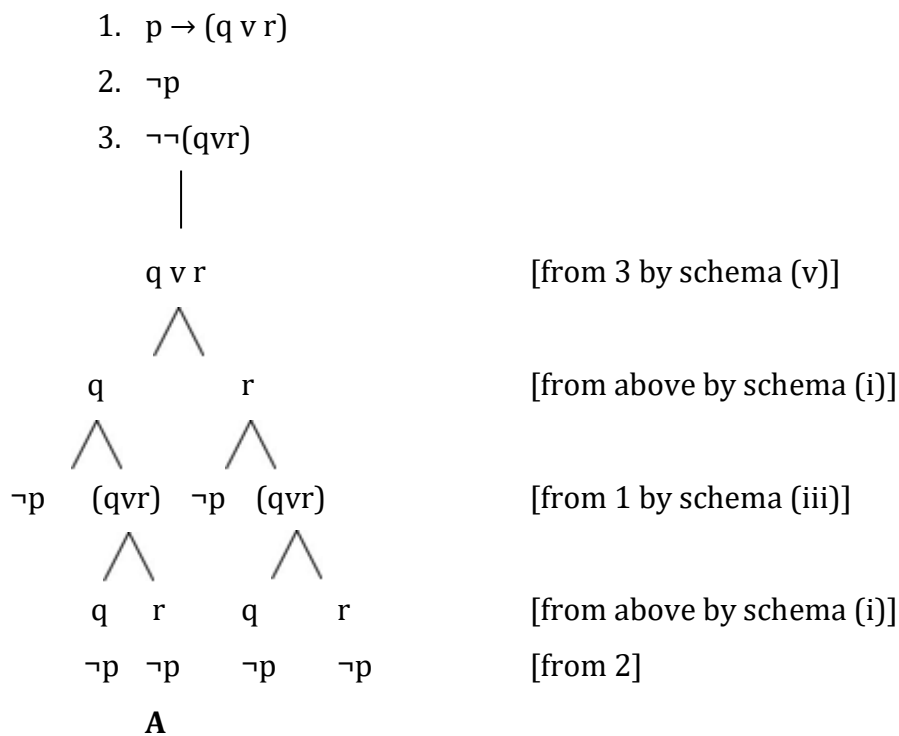 1. p → (q v r)
2. ¬p
3. ¬¬(qvr)
q v r [from 3 by schema (v)]
q r [from above by schema (i)]
¬p (qvr) ¬p (qvr) [from 1 by schema (iii)]
q r q r [from above by schema (i)]
¬p ¬p ¬p ¬p [from 2]
A